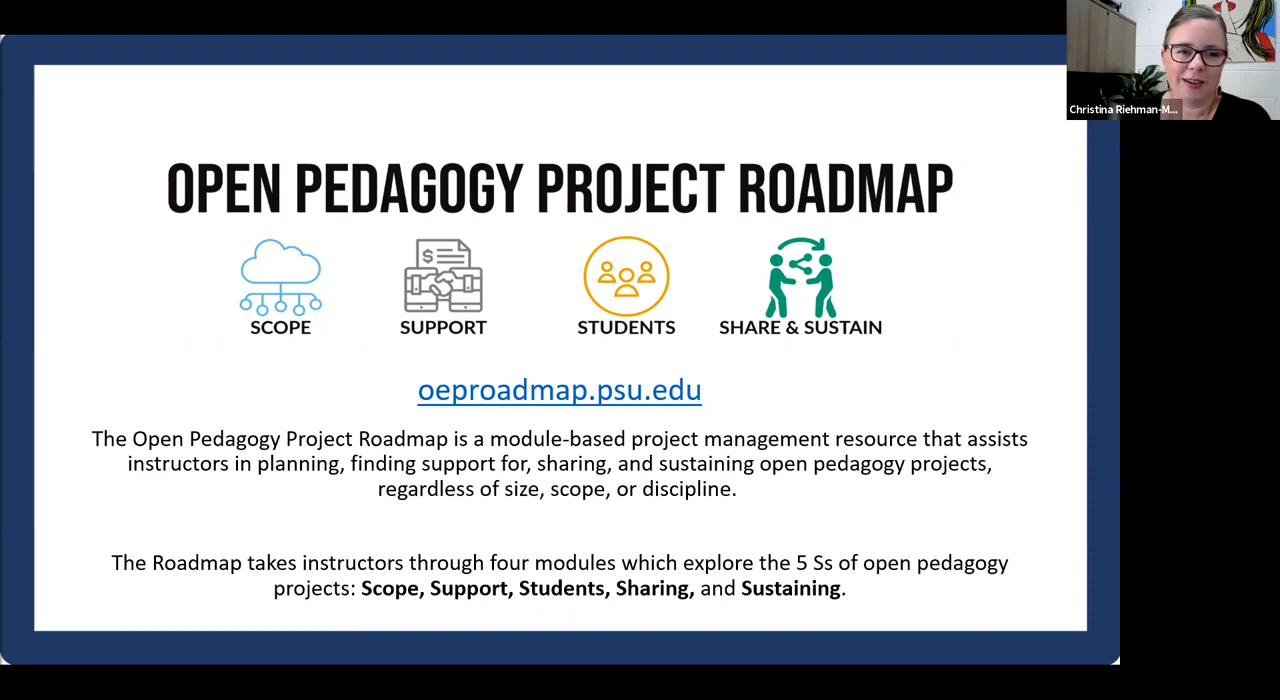 Christina Riehman-M...
OPEN PEDAGOGY PROJECT ROADMAP
$
SCOPE
SUPPORT
STUDENTS
SHARE & SUSTAIN
oeproadmap.psu.edu
The Open Pedagogy Project Roadmap is a module-based project management resource that assists
instructors in planning, finding support for, sharing, and sustaining open pedagogy projects,
regardless of size, scope, or discipline.
The Roadmap takes instructors through four modules which explore the 5 Ss of open pedagogy
projects: Scope, Support, Students, Sharing, and Sustaining.